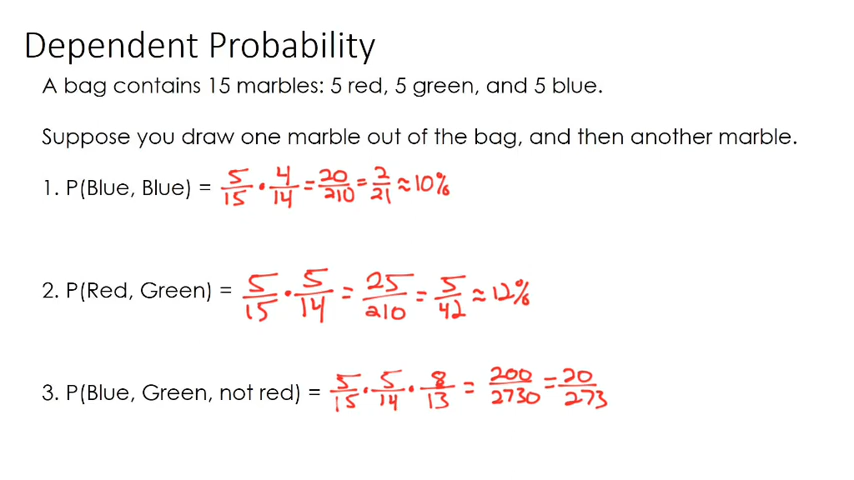 Dependent Probability
A bag contains 15 marbles: 5 red, 5 green, and 5 blue.
Suppose you draw one marble out of the bag, and then another marble.
1. P(Blue, Blue) = 5/15 · 4/14 = 20/210 = 2/21 ≈ 10%
2. P(Red, Green) = 5/15 · 5/14 = 25/210 = 5/42 ≈ 12%
3. P(Blue, Green, not red) = 5/15 · 5/14 · 8/13 = 200/2730 = 20/273